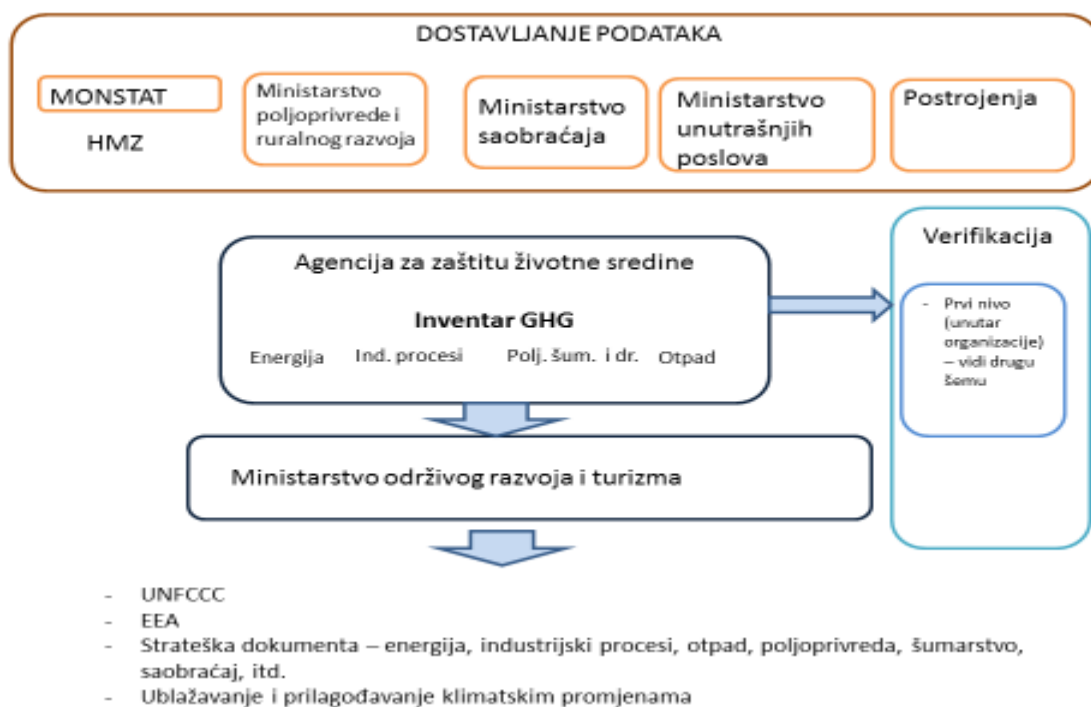 DOSTAVLJANJE PODATAKA
MONSTAT
HMZ
Ministarstvo
poljoprivrede i
ruralnog razvoja
Ministarstvo
saobraćaja
Ministarstvo
unutrašnjih
poslova
Postrojenja
Agencija za zaštitu životne sredine
Inventar GHG
Energija
Ind. procesi
Polj. šum. i dr.
Otpad
Verifikacija
- Prvi nivo
(unutar
organizacije)
– vidi drugu
šemu
Ministarstvo održivog razvoja i turizma
- UNFCCC
- EEA
- Strateška dokumenta – energija, industrijski procesi, otpad, poljoprivreda, šumarstvo,
saobraćaj, itd.
- Ublažavanje i prilagođavanje klimatskim promjenama